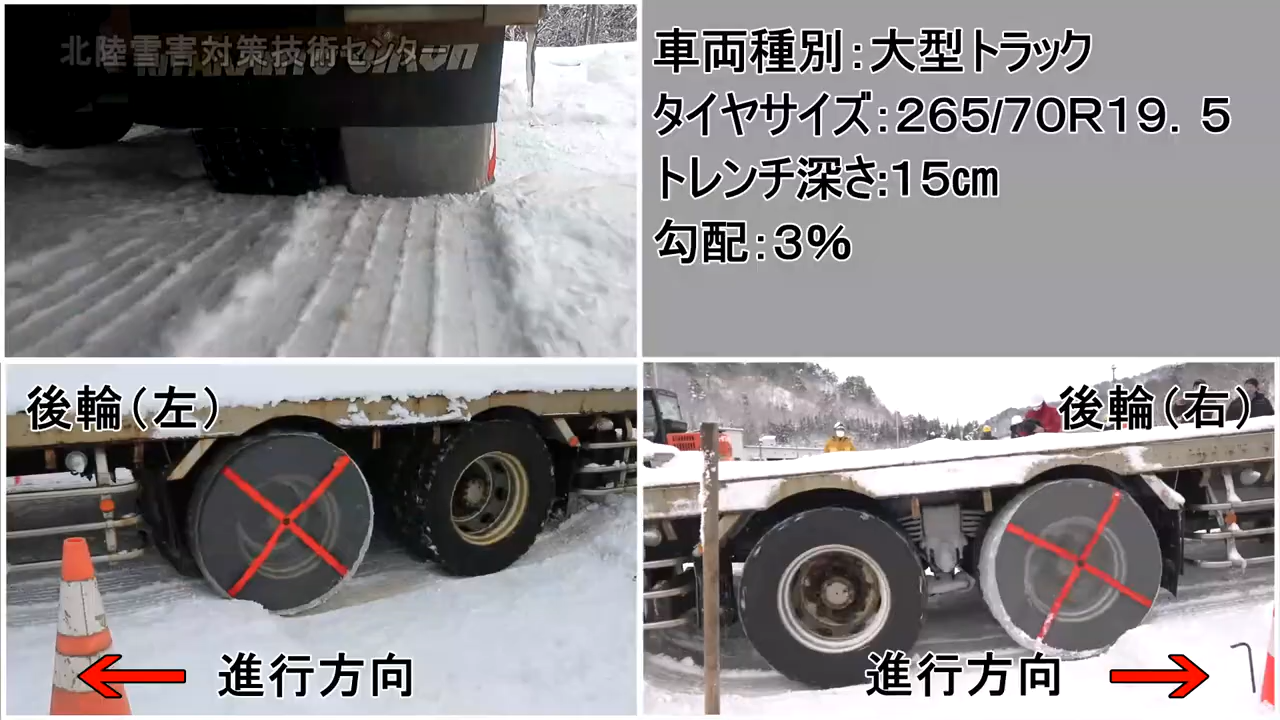 北陸雪害対策技術センター
車両種別：大型トラック
タイヤサイズ：265/70R19．5
トレンチ深さ:15㎝
勾配：3%
後輪（左）
後輪（右）
進行方向
進行方向